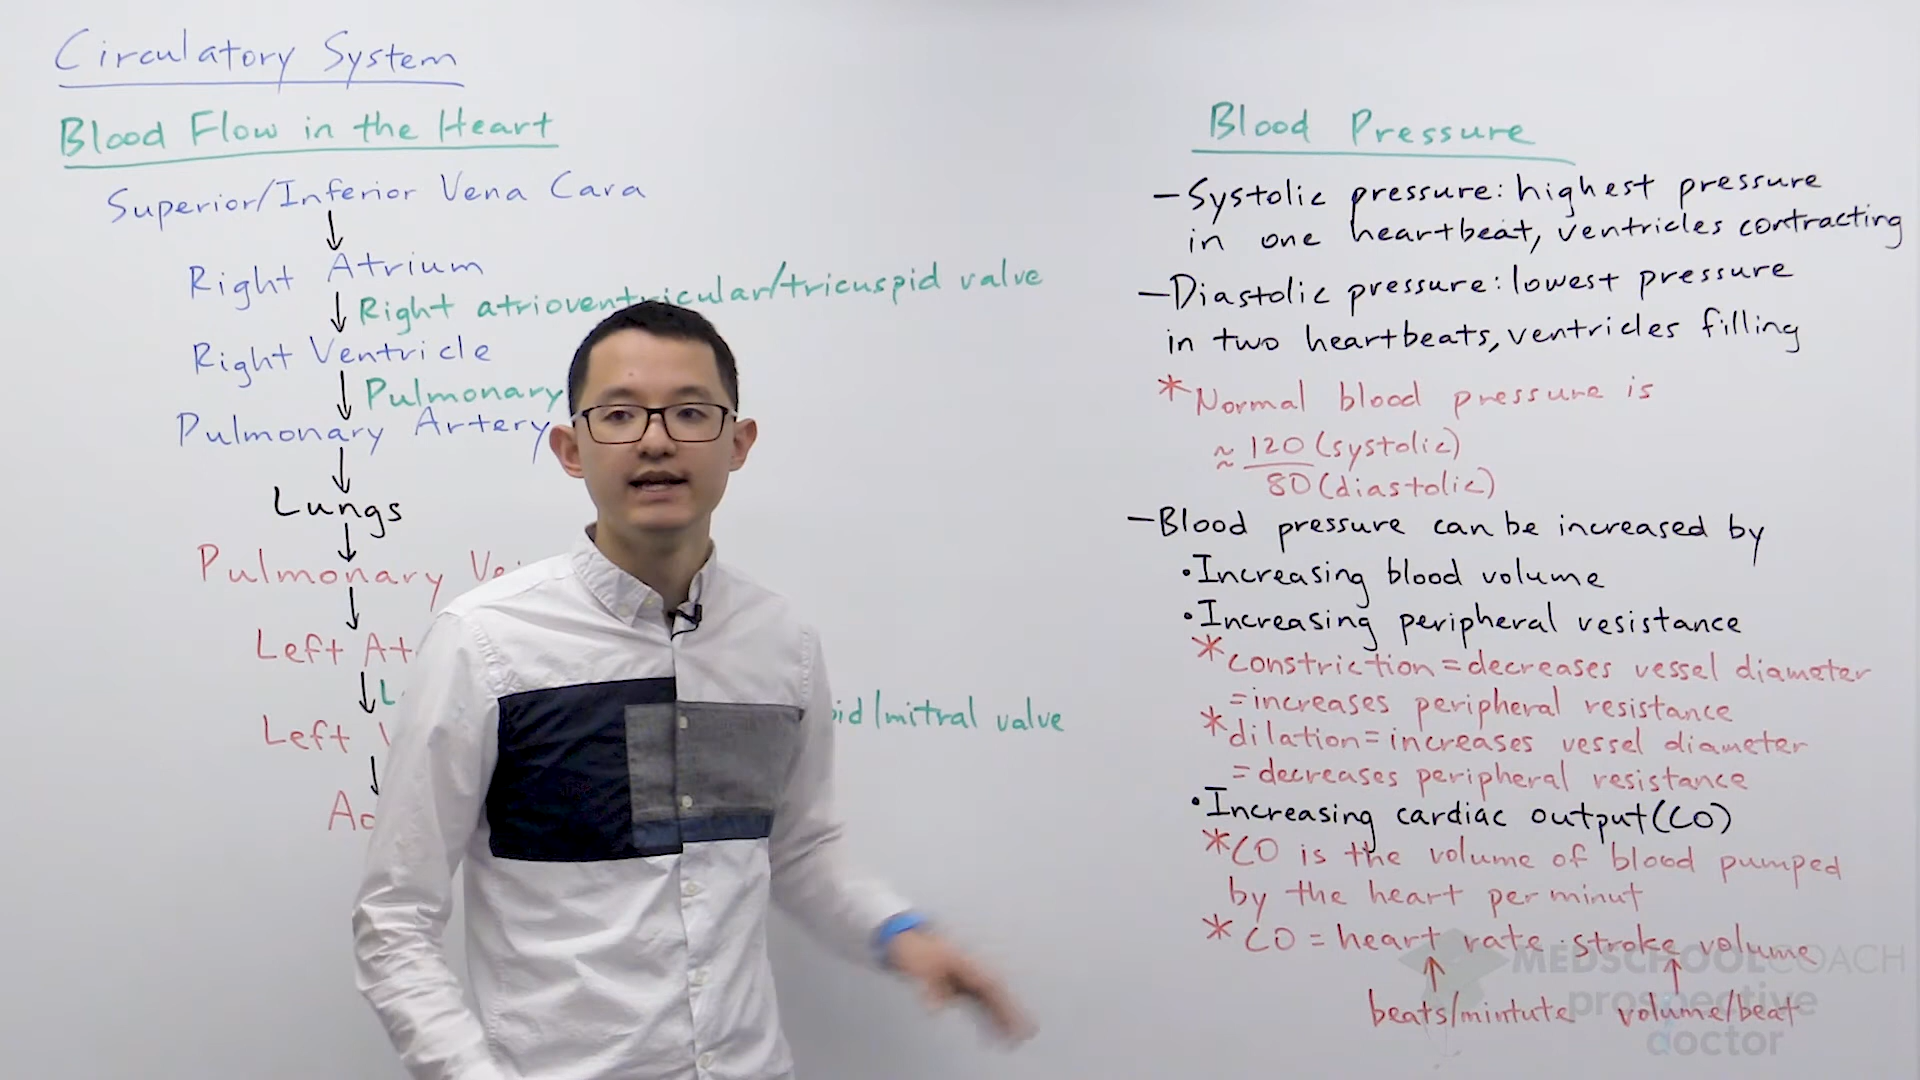 Circulatory System
Blood Flow in the Heart
Superior/Inferior Vena Cava
Right Atrium
Right atrioventricular/tricuspid valve
Right Ventricle
Pulmonary
Pulmonary Artery
Lungs
Pulmonary
Left
Left
id/mitral valve
Blood Pressure
-Systolic pressure: highest pressure
in one heartbeat, ventricles contracting
-Diastolic pressure: lowest pressure
in two heartbeats, ventricles filling
*Normal blood pressure is
≈ 120 (systolic)
80 (diastolic)
-Blood pressure can be increased by
•Increasing blood volume
•Increasing peripheral resistance
*constriction = decreases vessel diameter
= increases peripheral resistance
*dilation = increases vessel diameter
= decreases peripheral resistance
•Increasing cardiac output (CO)
*CO is the volume of blood pumped
by the heart per minut
*CO = heart rate · stroke volume
beats/mintute volume/beat
MEDSCHOOLCOACH
prospective
doctor